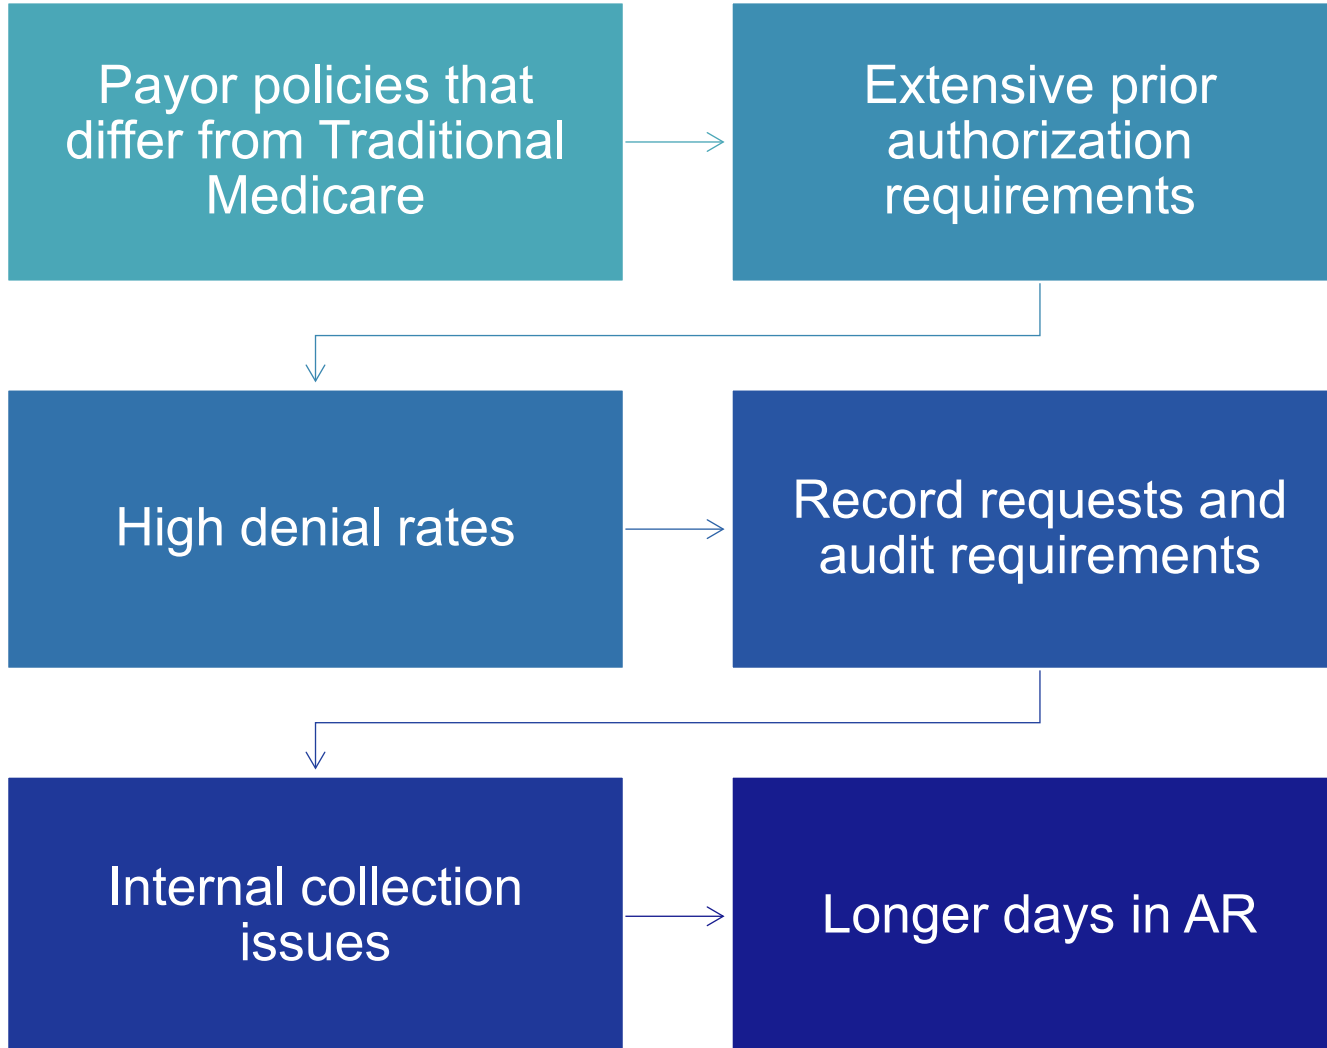 Payor policies that
differ from Traditional
Medicare
Extensive prior
authorization
requirements
High denial rates
Record requests and
audit requirements
Internal collection
issues
Longer days in AR